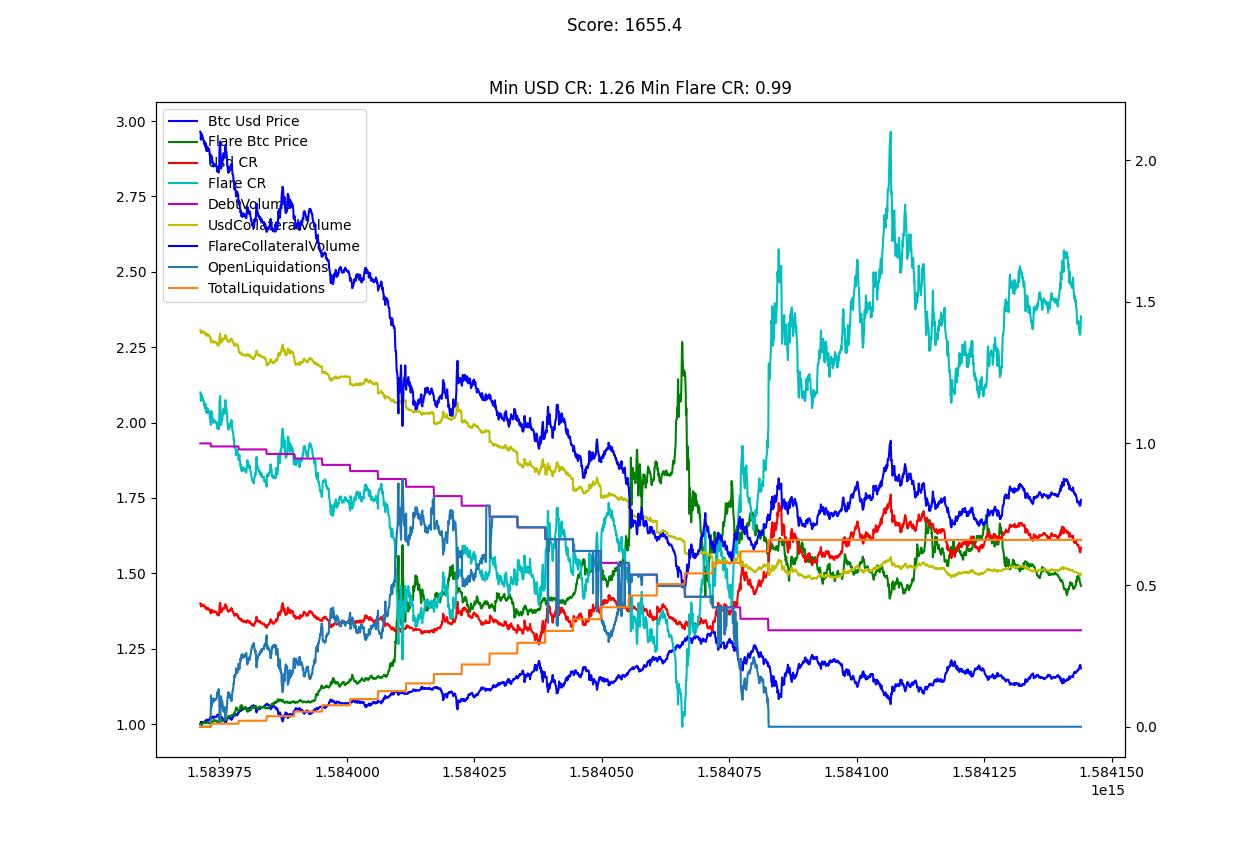 Score: 1655.4
Min USD CR: 1.26 Min Flare CR: 0.99
3.00
2.75
2.50
2.25
2.00
1.75
1.50
1.25
1.00
Btc Usd Price
Flare Btc Price
Usd CR
Flare CR
DebtVolume
UsdCollateralVolume
FlareCollateralVolume
OpenLiquidations
TotalLiquidations
2.0
1.5
1.0
0.5
0.0
1.583975 1.584000 1.584025 1.584050 1.584075 1.584100 1.584125 1.584150
1e15